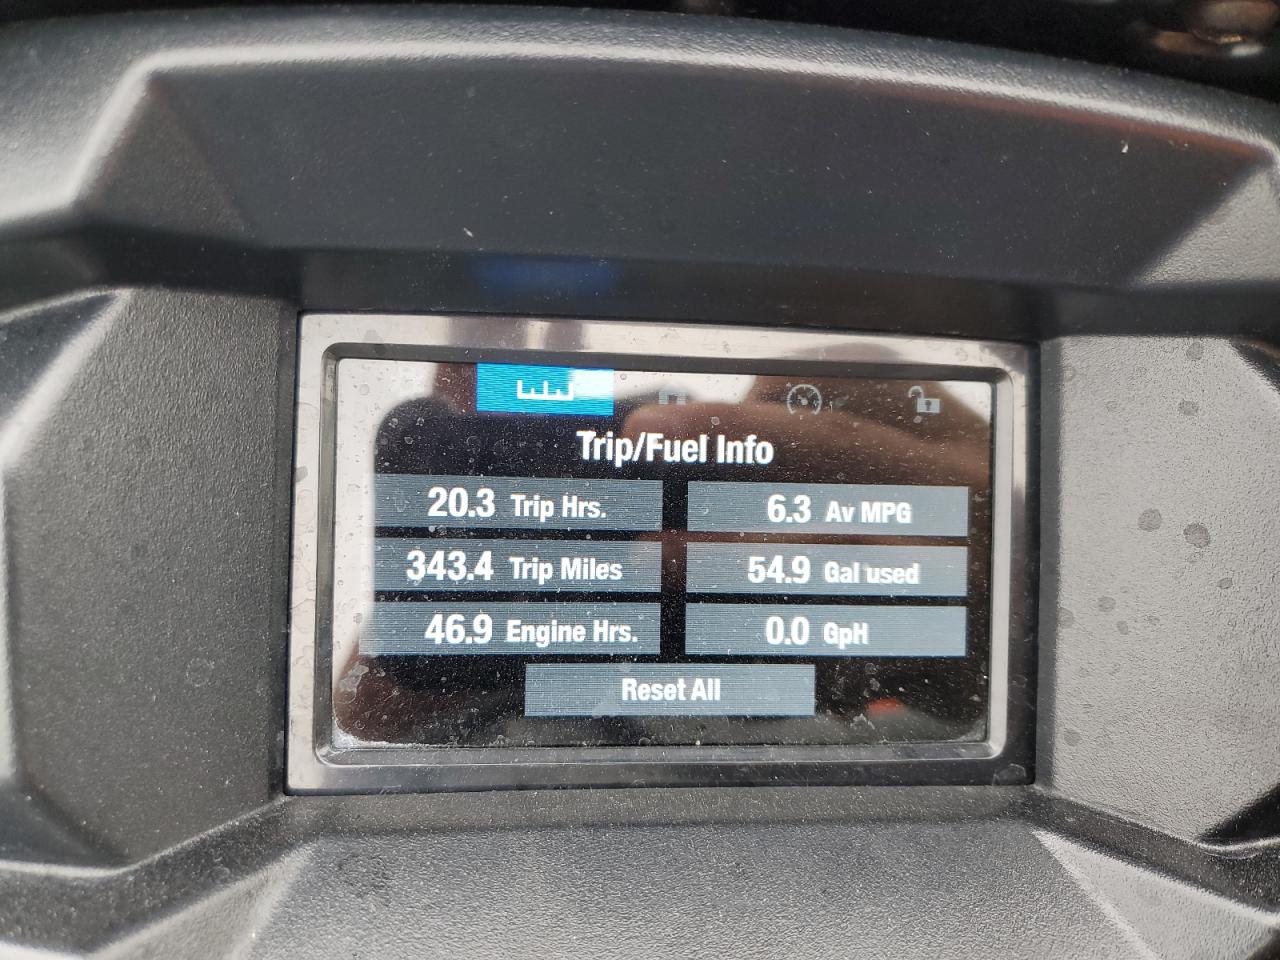 Trip/Fuel Info
20.3 Trip Hrs.
6.3 Av MPG
343.4 Trip Miles
54.9 Gal used
46.9 Engine Hrs.
0.0 GpH
Reset All